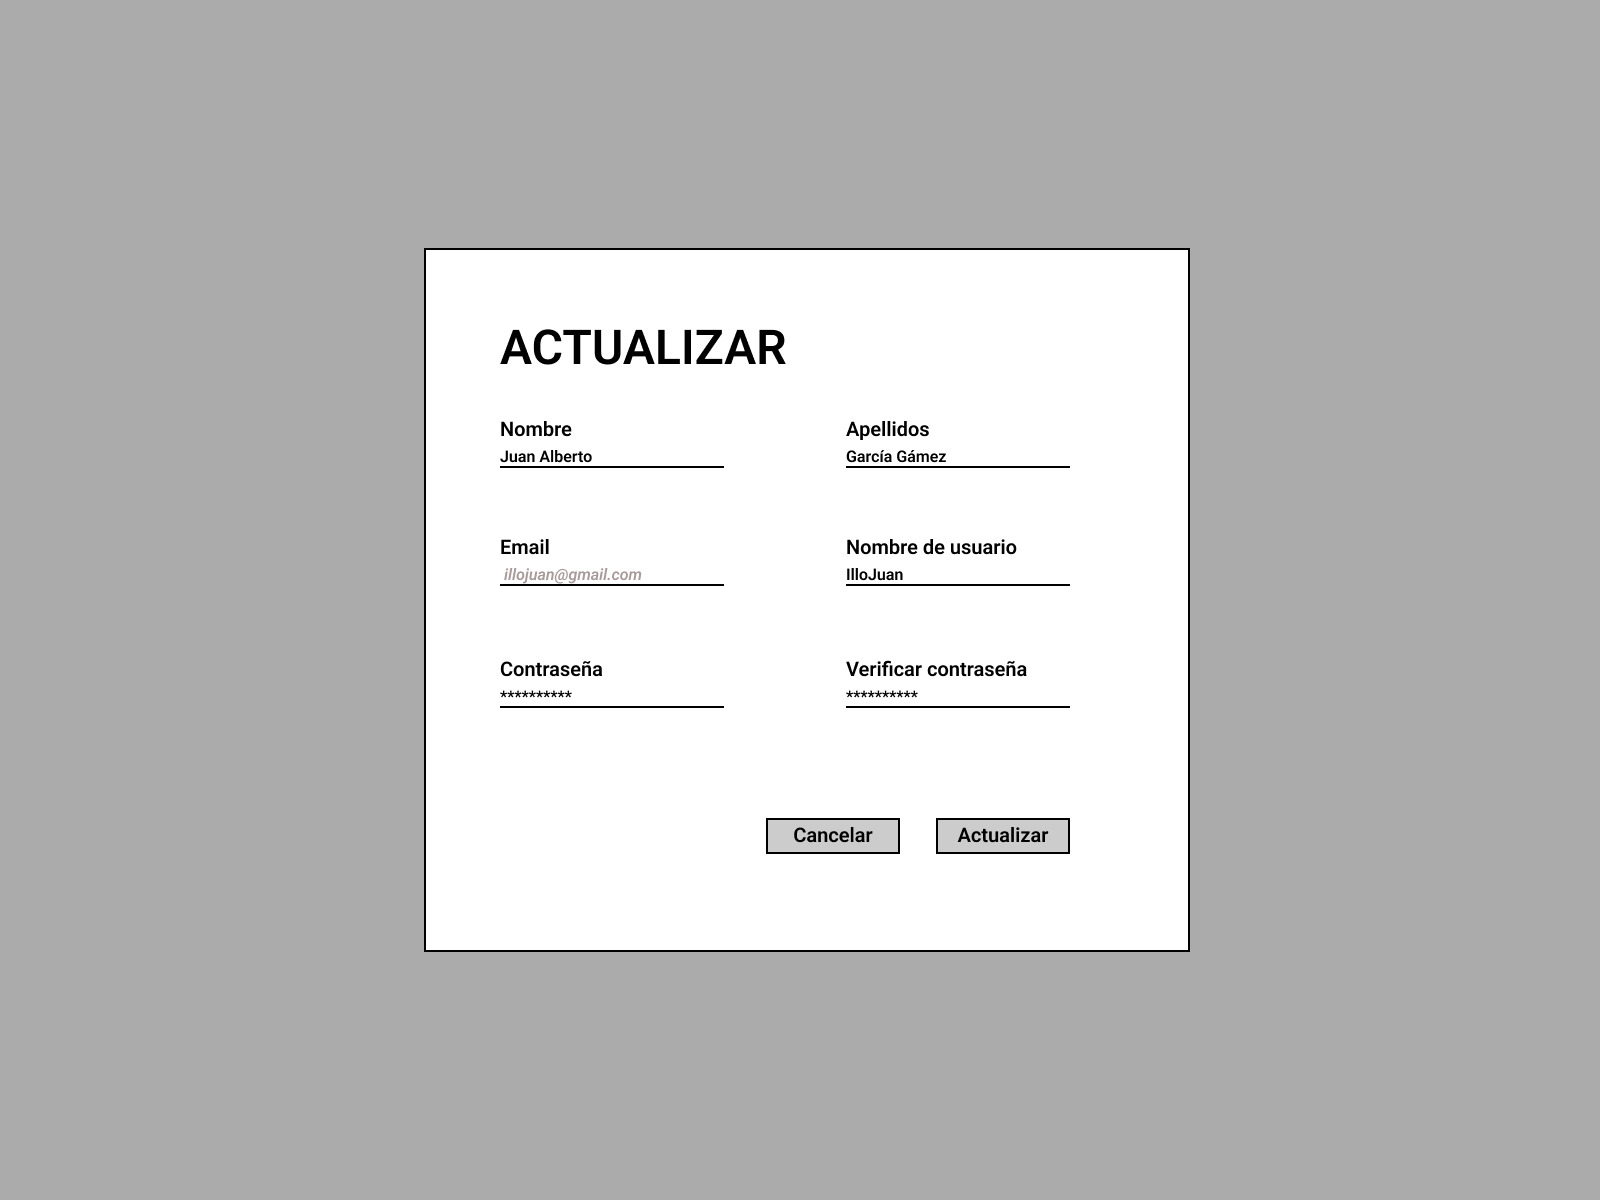 ACTUALIZAR
Nombre
Juan Alberto
Apellidos
García Gámez
Email
illojuan@gmail.com
Nombre de usuario
IlloJuan
Contraseña
**********
Verificar contraseña
**********
Cancelar
Actualizar